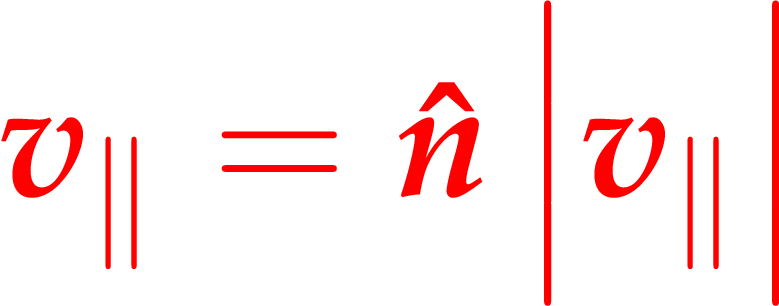 v∥ = n̂ |v∥|